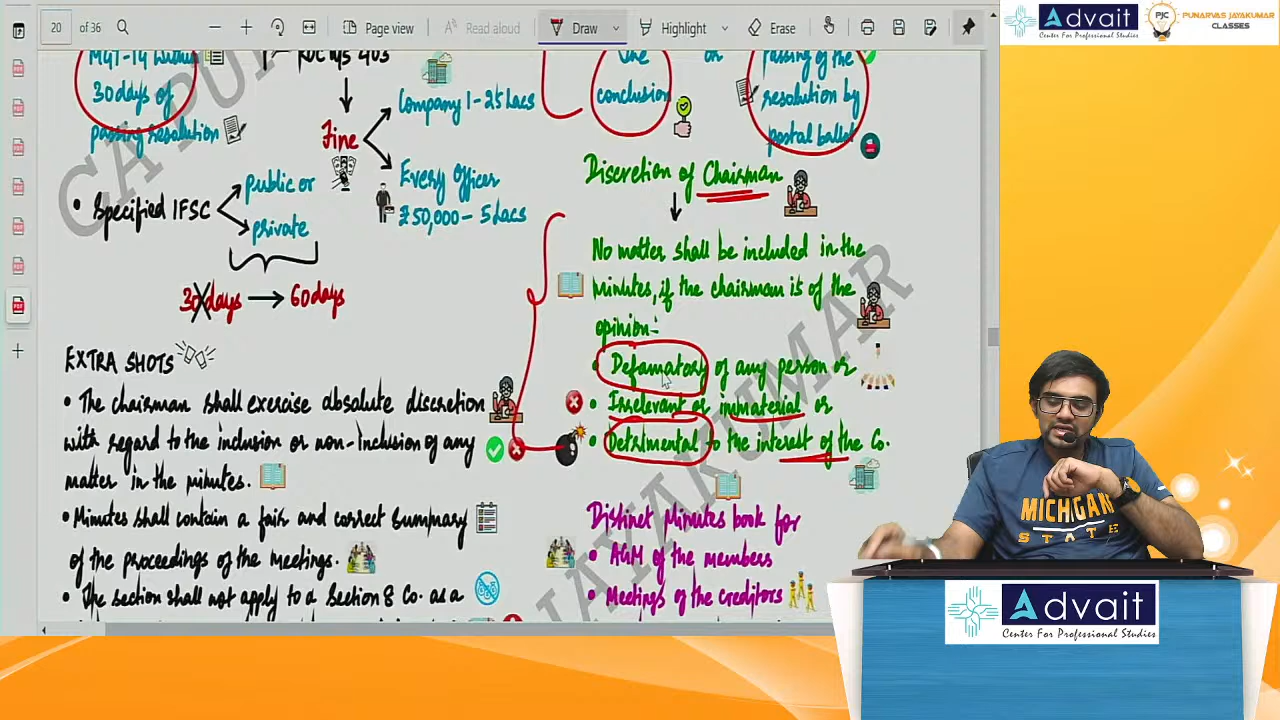 20 of 36
Page view
Read aloud
Draw
Highlight
Erase
MGT-14 within
30 days of
passing resolution
Fine
Company 1-25 Lacs
Every officer
₹50,000 - 5 Lacs
• Specified IFSC
public or
private
30 days → 60 days
EXTRA SHOTS
• The chairman shall exercise absolute discretion
with regard to the inclusion or non-inclusion of any
matter in the minutes.
• Minutes shall contain a fair and correct summary
of the proceedings of the meetings.
• The section shall not apply to a Section 8 Co. as a
conclusion
or
passing of the
resolution by
postal ballot
Discretion of Chairman
No matter shall be included in the
minutes, if the chairman is of the
opinion:-
• Defamatory of any person or
• Irrelevant or immaterial or
• Detrimental to the interest of the Co.
Distinct Minutes book for
• AGM of the members
• Meetings of the creditors
JAYAKUMAR
Advait
Center For Professional Studies
PJC
PUNARVAS JAYAKUMAR
CLASSES
MICHIGAN
STATE
Advait
Center For Professional Studies